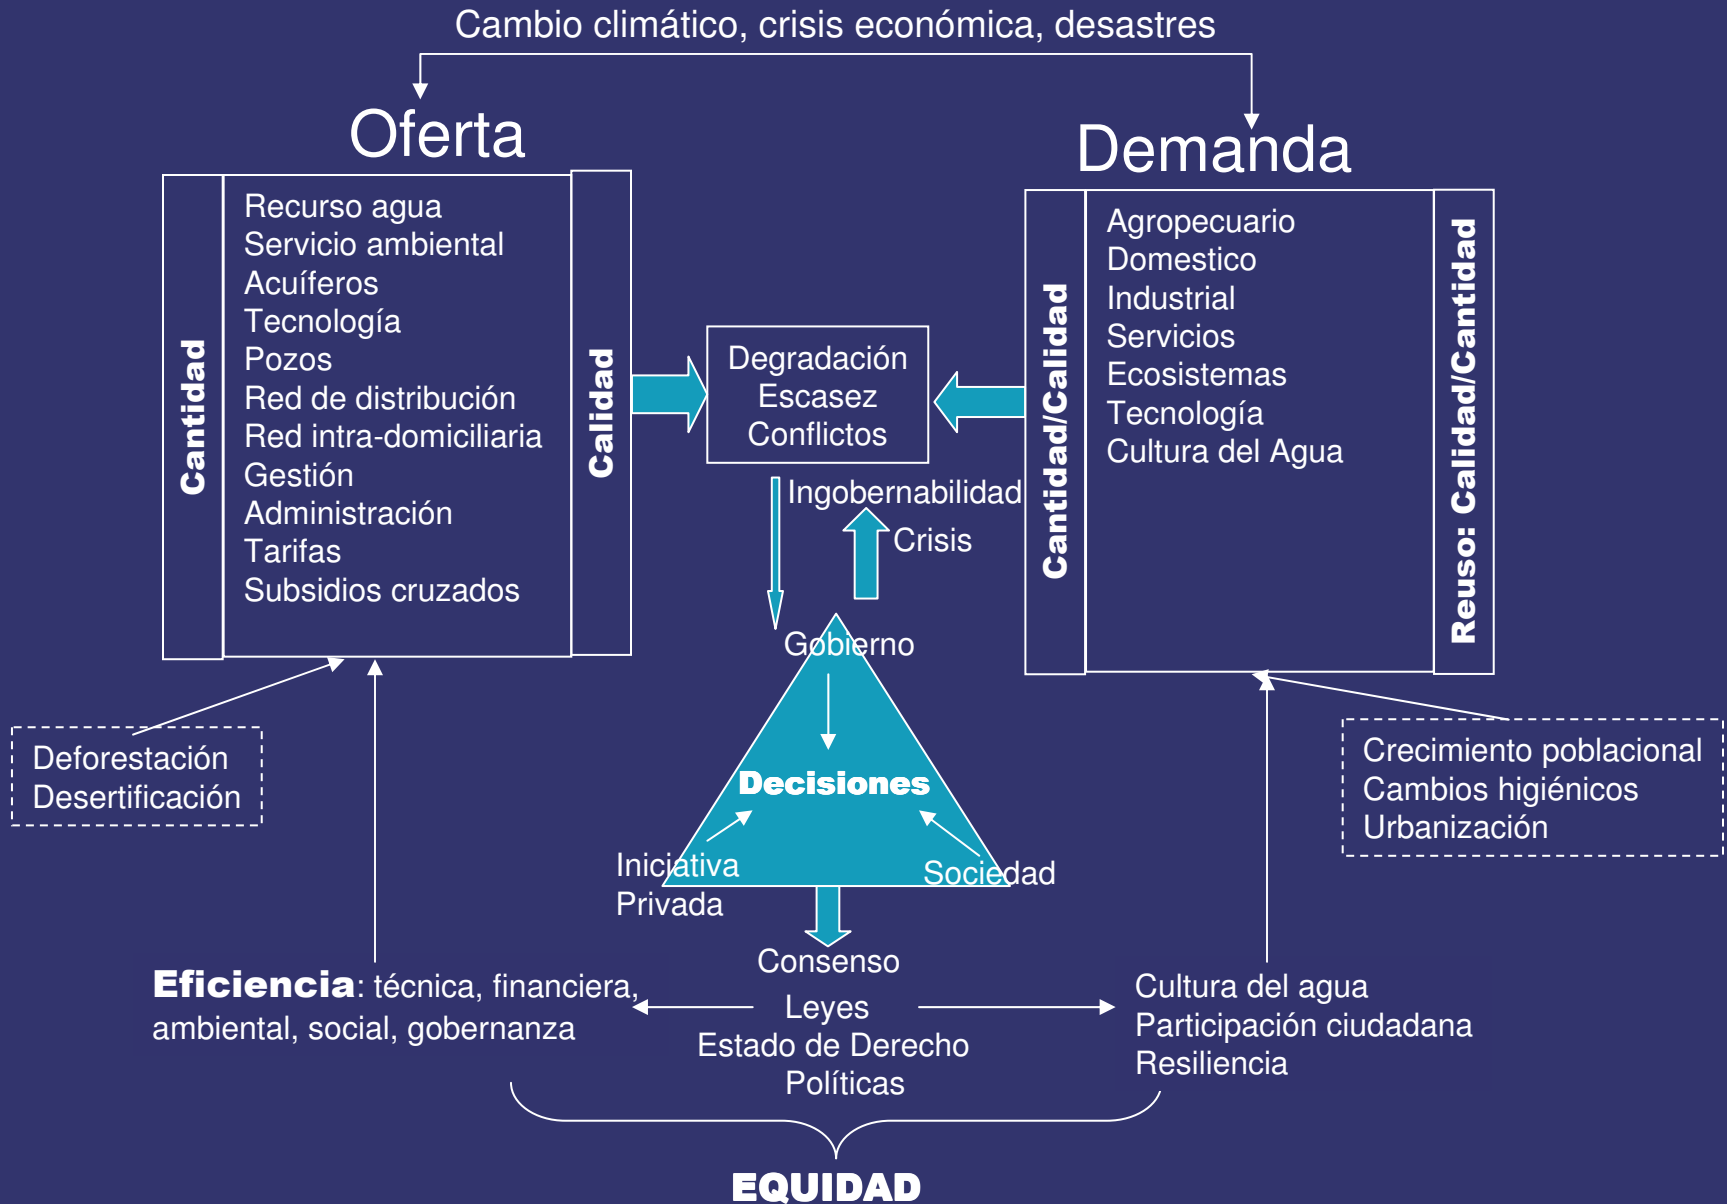 Cambio climático, crisis económica, desastres
Oferta
Demanda
Cantidad
Recurso agua
Servicio ambiental
Acuíferos
Tecnología
Pozos
Red de distribución
Red intra-domiciliaria
Gestión
Administración
Tarifas
Subsidios cruzados
Calidad
Degradación
Escasez
Conflictos
Ingobernabilidad
Crisis
Cantidad/Calidad
Agropecuario
Domestico
Industrial
Servicios
Ecosistemas
Tecnología
Cultura del Agua
Reuso: Calidad/Cantidad
Deforestación
Desertificación
Gobierno
Decisiones
Iniciativa
Privada
Sociedad
Crecimiento poblacional
Cambios higiénicos
Urbanización
Eficiencia: técnica, financiera,
ambiental, social, gobernanza
Consenso
Leyes
Estado de Derecho
Políticas
Cultura del agua
Participación ciudadana
Resiliencia
EQUIDAD